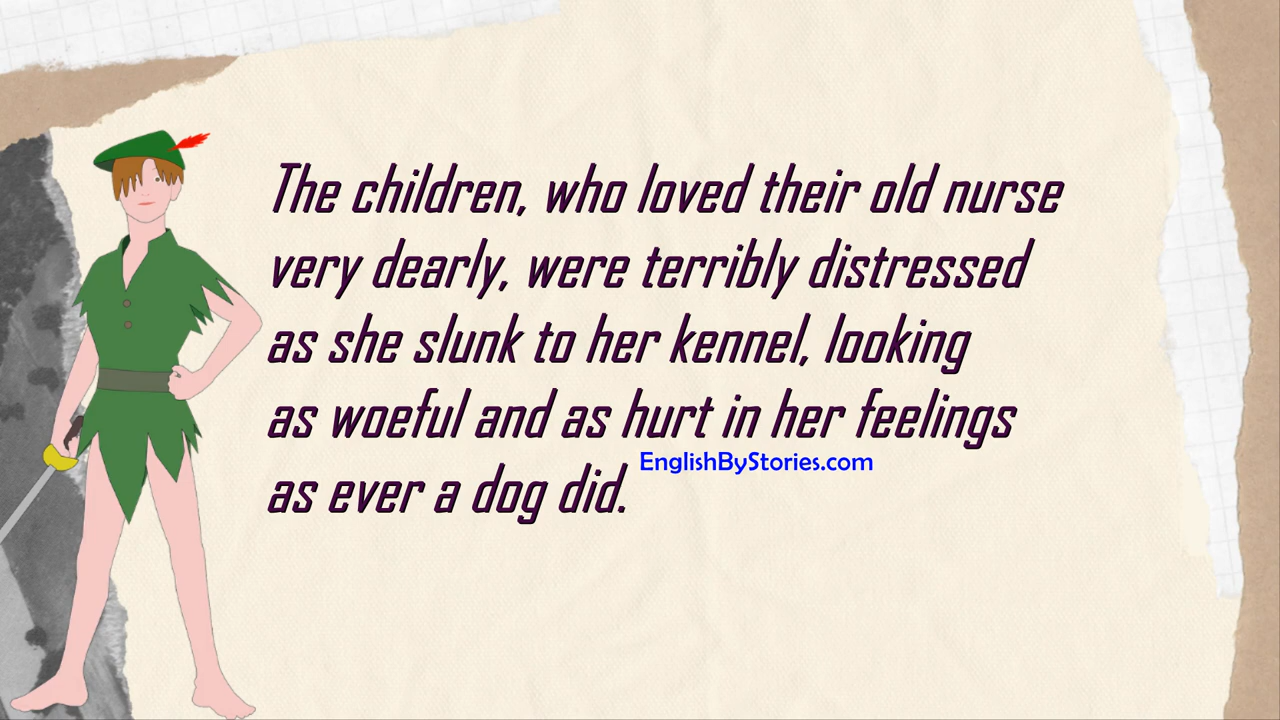 The children, who loved their old nurse
very dearly, were terribly distressed
as she slunk to her kennel, looking
as woeful and as hurt in her feelings
as ever a dog did.
EnglishByStories.com